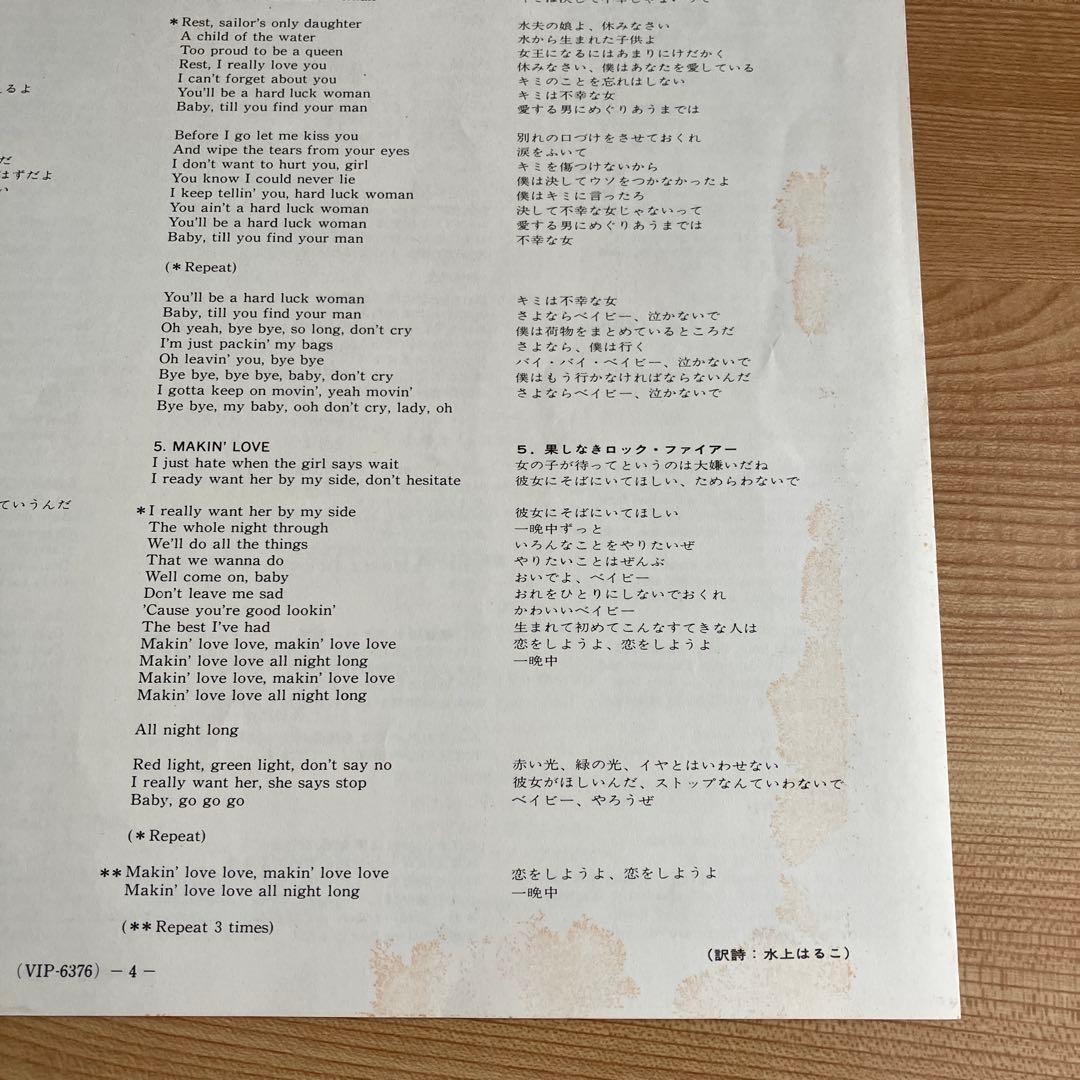 えるよ
だ
はずだよ
い
ていうんだ
*Rest, sailor's only daughter
A child of the water
Too proud to be a queen
Rest, I really love you
I can't forget about you
You'll be a hard luck woman
Baby, till you find your man
Before I go let me kiss you
And wipe the tears from your eyes
I don't want to hurt you, girl
You know I could never lie
I keep tellin' you, hard luck woman
You ain't a hard luck woman
You'll be a hard luck woman
Baby, till you find your man
(*Repeat)
You'll be a hard luck woman
Baby, till you find your man
Oh yeah, bye bye, so long, don't cry
I'm just packin' my bags
Oh leavin' you, bye bye
Bye bye, bye bye, baby, don't cry
I gotta keep on movin', yeah movin'
Bye bye, my baby, ooh don't cry, lady, oh
5. MAKIN' LOVE
I just hate when the girl says wait
I ready want her by my side, don't hesitate
*I really want her by my side
The whole night through
We'll do all the things
That we wanna do
Well come on, baby
Don't leave me sad
'Cause you're good lookin'
The best I've had
Makin' love love, makin' love love
Makin' love love all night long
Makin' love love, makin' love love
Makin' love love all night long
All night long
Red light, green light, don't say no
I really want her, she says stop
Baby, go go go
(*Repeat)
**Makin' love love, makin' love love
Makin' love love all night long
(**Repeat 3 times)
水夫の娘よ、休みなさい
水から生まれた子供よ
女王になるにはあまりにけだかく
休みなさい、僕はあなたを愛している
キミのことを忘れはしない
キミは不幸な女
愛する男にめぐりあうまでは
別れの口づけをさせておくれ
涙をふいて
キミを傷つけないから
僕は決してウソをつかなかったよ
僕はキミに言ったろ
決して不幸な女じゃないって
愛する男にめぐりあうまでは
不幸な女
キミは不幸な女
さよならベイビー、泣かないで
僕は荷物をまとめているところだ
さよなら、僕は行く
バイ・バイ・ベイビー、泣かないで
僕はもう行かなければならないんだ
さよならベイビー、泣かないで
5. 果しなきロック・ファイアー
女の子が待ってというのは大嫌いだね
彼女にそばにいてほしい、ためらわないで
彼女にそばにいてほしい
一晩中ずっと
いろんなことをやりたいぜ
やりたいことはぜんぶ
おいでよ、ベイビー
おれをひとりにしないでおくれ
かわいいベイビー
生まれて初めてこんなすてきな人は
恋をしようよ、恋をしようよ
一晩中
赤い光、緑の光、イヤとはいわせない
彼女がほしいんだ、ストップなんていわないで
ベイビー、やろうぜ
恋をしようよ、恋をしようよ
一晩中
(訳詩：水上はるこ)
(VIP-6376) －4－